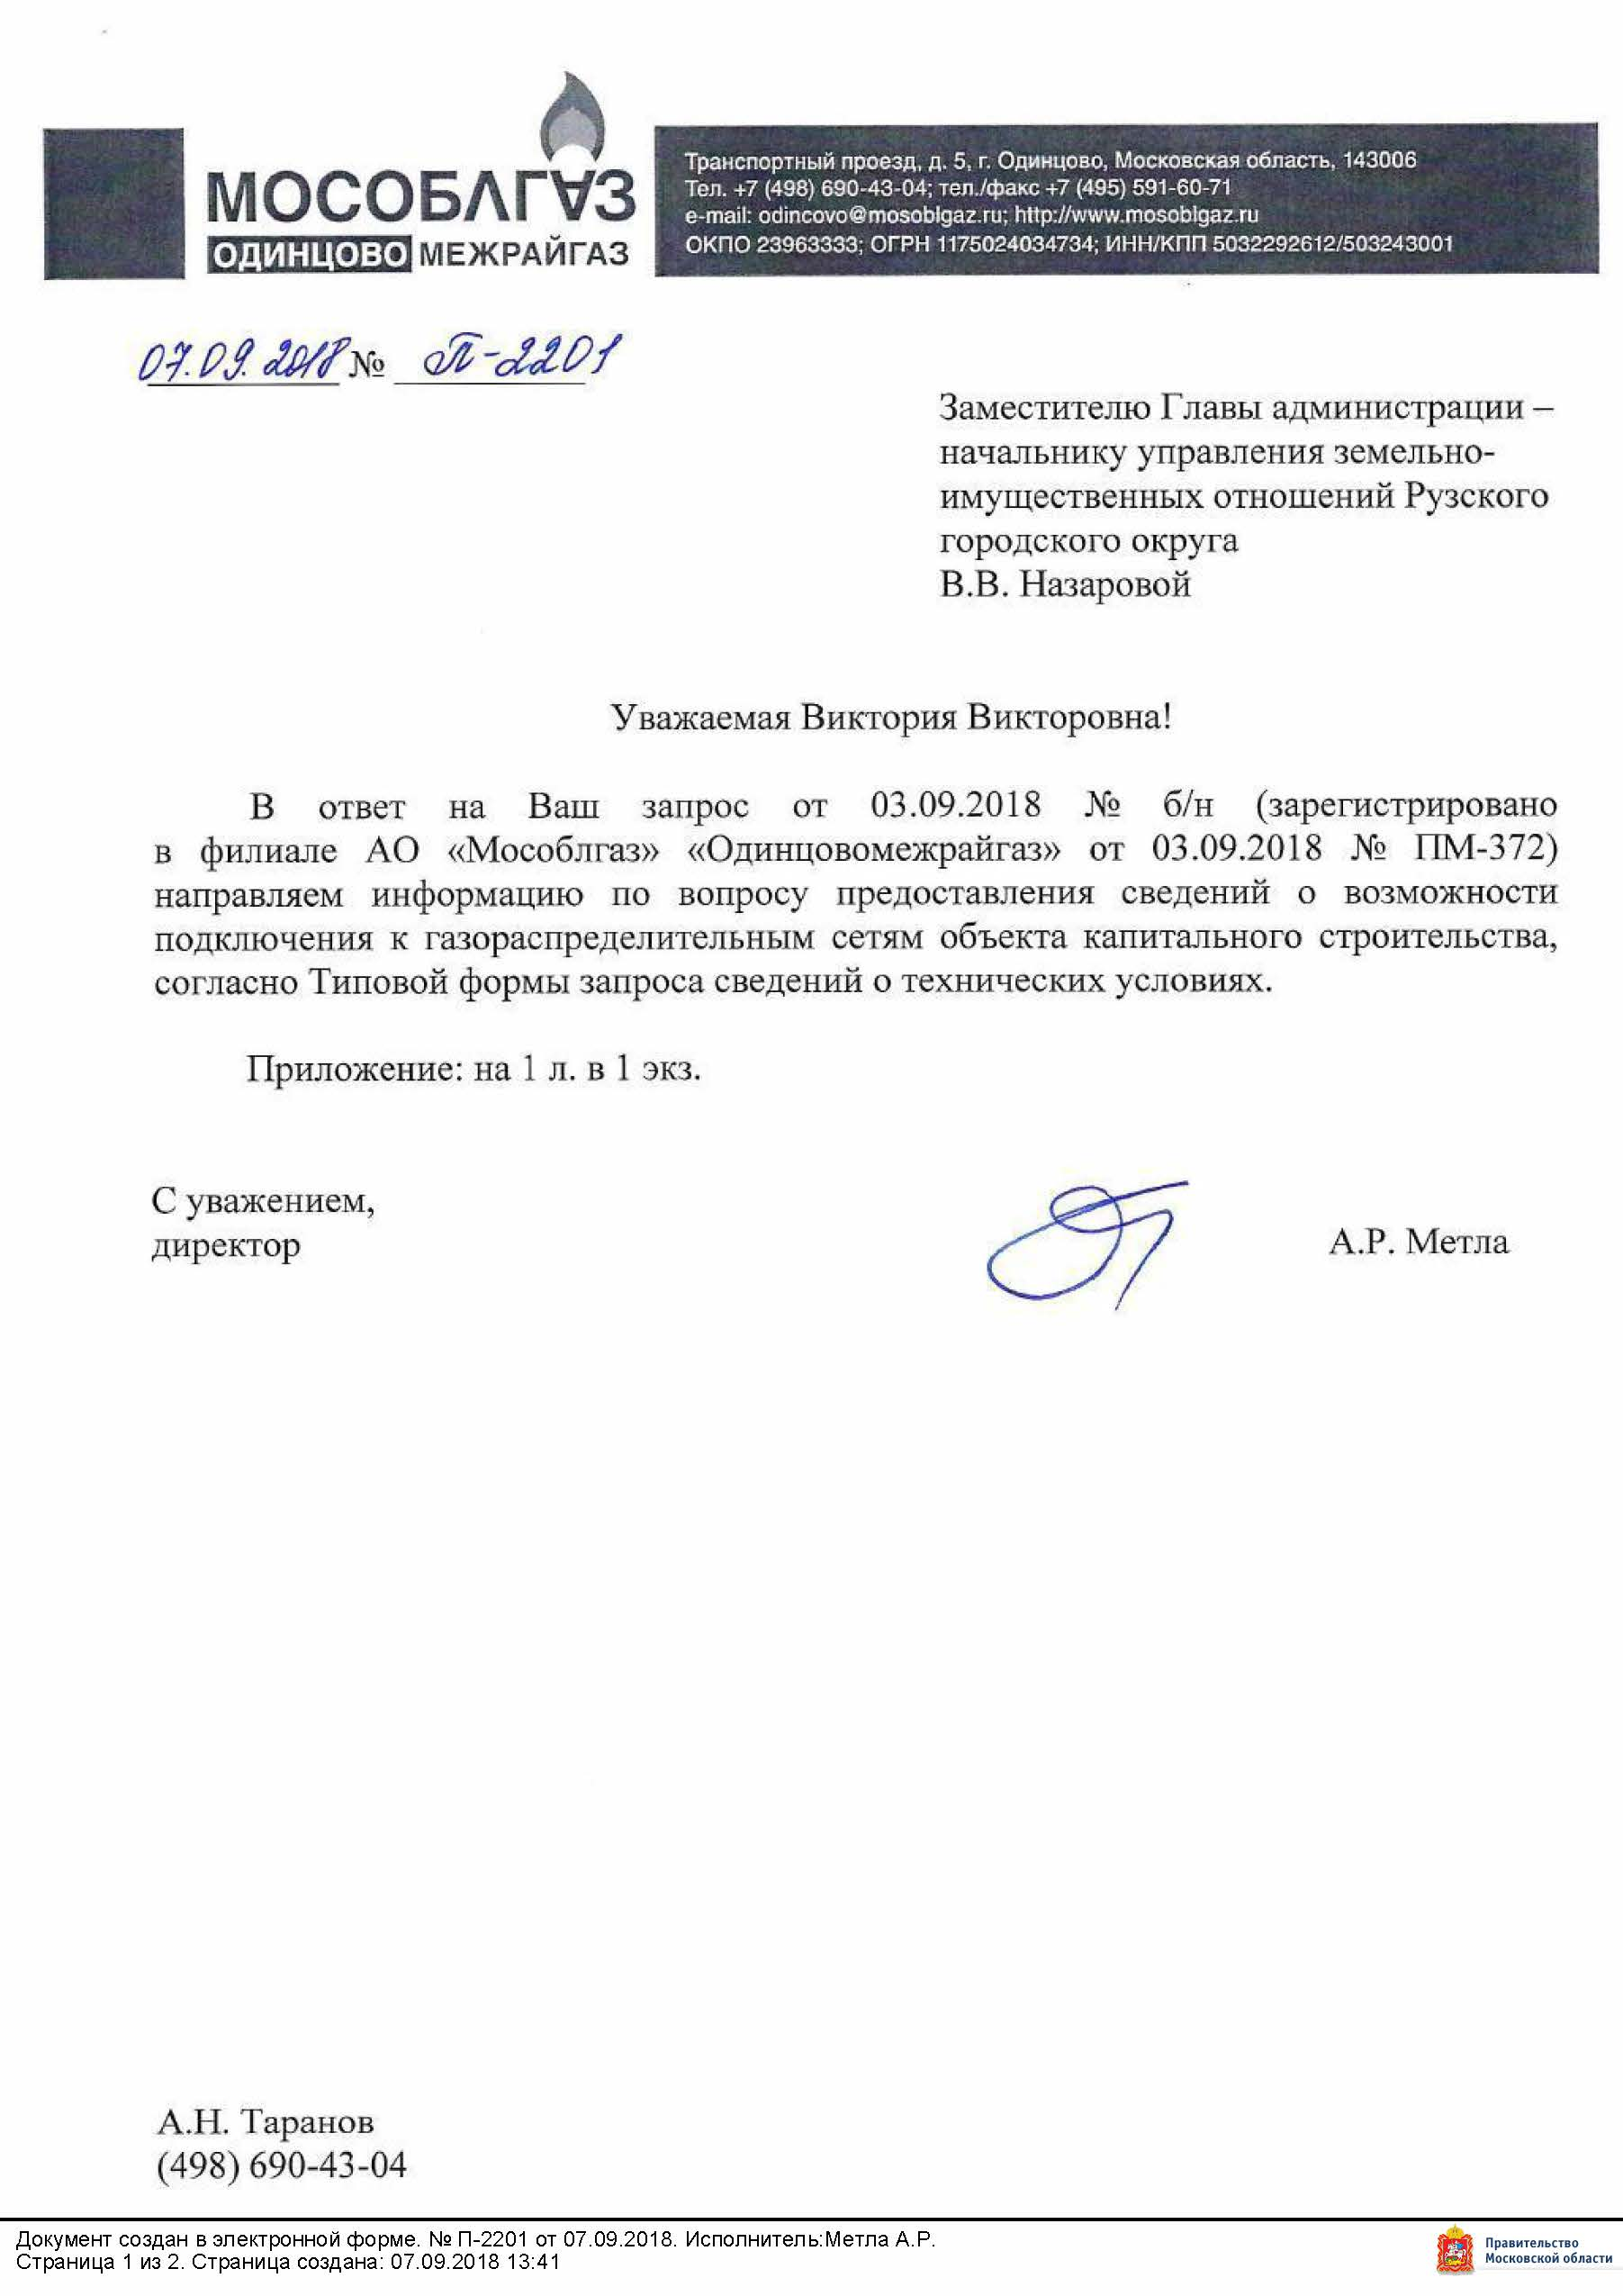 МОСОБЛГАЗ
ОДИНЦОВО МЕЖРАЙГАЗ
Транспортный проезд, д. 5, г. Одинцово, Московская область, 143006
Тел. +7 (498) 690-43-04; тел./факс +7 (495) 591-60-71
e-mail: odincovo@mosoblgaz.ru; http://www.mosoblgaz.ru
ОКПО 23963333; ОГРН 1175024034734; ИНН/КПП 5032292612/503243001
07.09.2018 № П-2201
Заместителю Главы администрации –
начальнику управления земельно-
имущественных отношений Рузского
городского округа
В.В. Назаровой
Уважаемая Виктория Викторовна!
В ответ на Ваш запрос от 03.09.2018 № б/н (зарегистрировано
в филиале АО «Мособлгаз» «Одинцовомежрайгаз» от 03.09.2018 № ПМ-372)
направляем информацию по вопросу предоставления сведений о возможности
подключения к газораспределительным сетям объекта капитального строительства,
согласно Типовой формы запроса сведений о технических условиях.
Приложение: на 1 л. в 1 экз.
С уважением,
директор
А.Р. Метла
А.Н. Таранов
(498) 690-43-04
Документ создан в электронной форме. № П-2201 от 07.09.2018. Исполнитель:Метла А.Р.
Страница 1 из 2. Страница создана: 07.09.2018 13:41
Правительство
Московской области